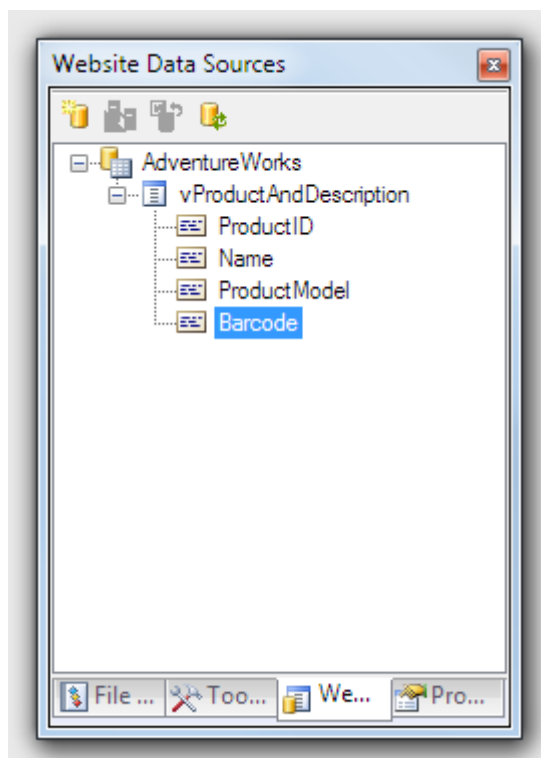 Website Data Sources
AdventureWorks
vProductAndDescription
ProductID
Name
ProductModel
Barcode
File ... Too... We... Pro...